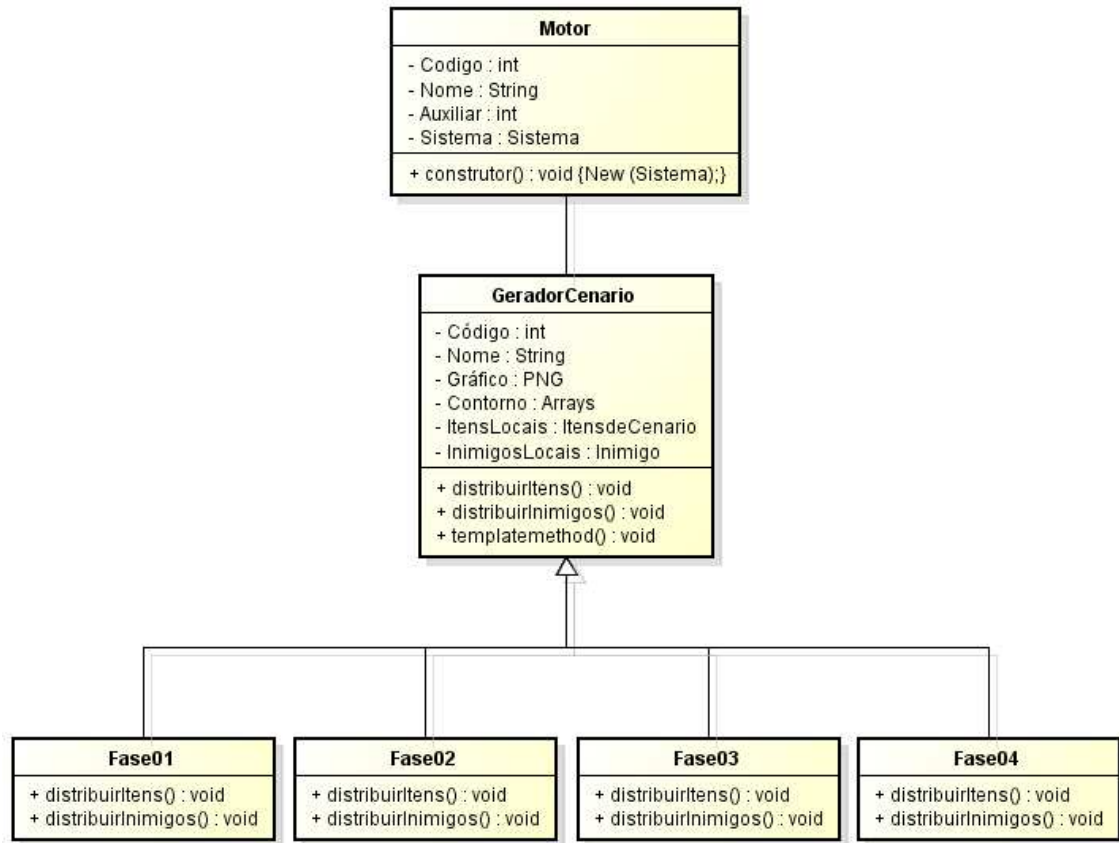 Motor
- Codigo : int
- Nome : String
- Auxiliar : int
- Sistema : Sistema
+ construtor() : void {New (Sistema);}
GeradorCenario
- Código : int
- Nome : String
- Gráfico : PNG
- Contorno : Arrays
- ItensLocais : ItensdeCenario
- InimigosLocais : Inimigo
+ distribuirItens() : void
+ distribuirInimigos() : void
+ templatemethod() : void
Fase01
+ distribuirItens() : void
+ distribuirInimigos() : void
Fase02
+ distribuirItens() : void
+ distribuirInimigos() : void
Fase03
+ distribuirItens() : void
+ distribuirInimigos() : void
Fase04
+ distribuirItens() : void
+ distribuirInimigos() : void